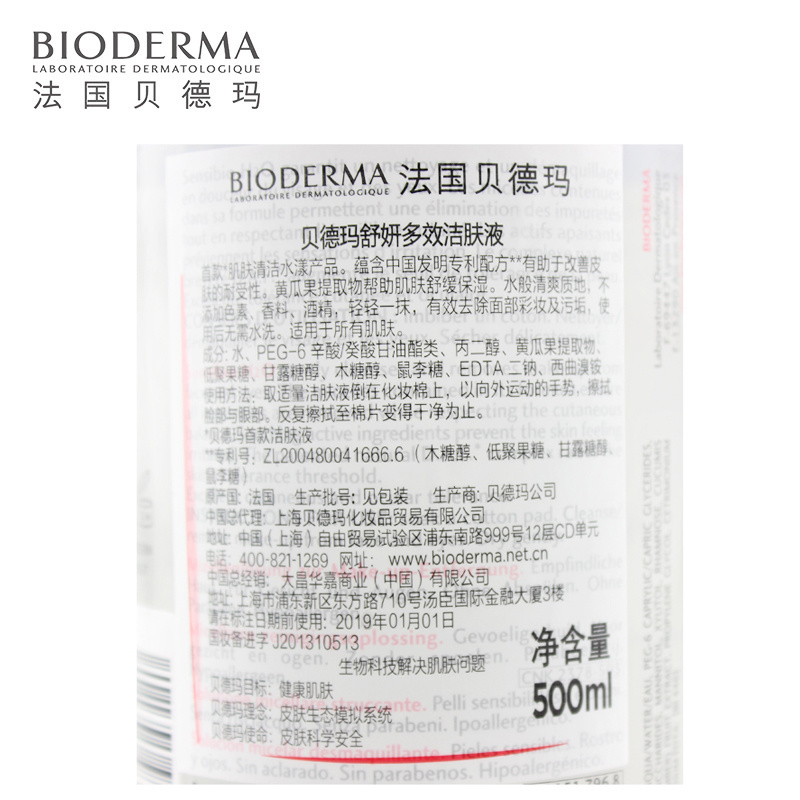 BIODERMA
LABORATOIRE DERMATOLOGIQUE
法国贝德玛
BIODERMA 法国贝德玛
LABORATOIRE DERMATOLOGIQUE
贝德玛舒妍多效洁肤液
首款*肌肤清洁水漾产品。蕴含中国发明专利配方**有助于改善皮
肤的耐受性。黄瓜果提取物帮助肌肤舒缓保湿。水般清爽质地，不
添加色素、香料、酒精，轻轻一抹，有效去除面部彩妆及污垢，使
用后无需水洗。适用于所有肌肤。
成分: 水、PEG-6 辛酸/癸酸甘油酯类、丙二醇、黄瓜果提取物、
低聚果糖、甘露糖醇、木糖醇、鼠李糖、EDTA 二钠、西曲溴铵
使用方法：取适量洁肤液倒在化妆棉上，以向外运动的手势，擦拭
脸部与眼部。反复擦拭至棉片变得干净为止。
*贝德玛首款洁肤液
**专利号：ZL200480041666.6（木糖醇、低聚果糖、甘露糖醇、
鼠李糖）
原产国：法国 生产批号：见包装 生产商：贝德玛公司
中国总代理：上海贝德玛化妆品贸易有限公司
地址：中国（上海）自由贸易试验区浦东南路999号12层CD单元
电话：400-821-1269 网址： www.bioderma.net.cn
中国总经销：大昌华嘉商业（中国）有限公司
地址: 上海市浦东新区东方路710号汤臣国际金融大厦3楼
请在标注日期前使用: 2019年01月01日
国妆备进字 J201310513
生物科技解决肌肤问题
贝德玛目标：健康肌肤
贝德玛理念：皮肤生态模拟系统
贝德玛使命：皮肤科学安全
净含量
500ml
BIODERMA